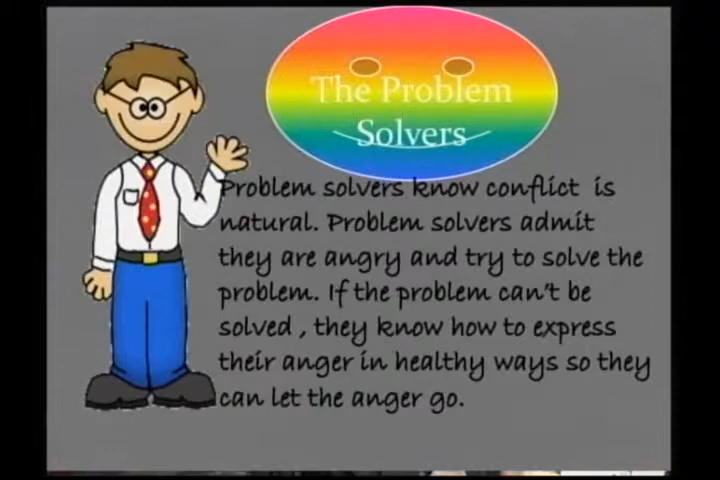 The Problem
Solvers
Problem solvers know conflict is
natural. Problem solvers admit
they are angry and try to solve the
problem. If the problem can't be
solved , they know how to express
their anger in healthy ways so they
can let the anger go.